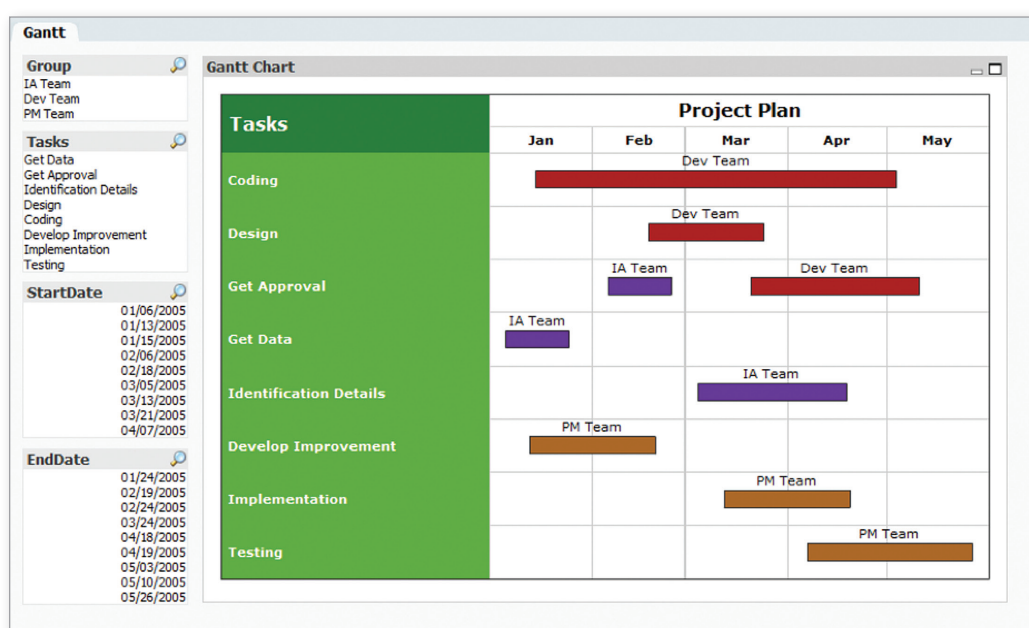 Gantt
Group
IA Team
Dev Team
PM Team
Tasks
Get Data
Get Approval
Identification Details
Design
Coding
Develop Improvement
Implementation
Testing
StartDate
01/06/2005
01/13/2005
01/15/2005
02/06/2005
02/18/2005
03/05/2005
03/13/2005
03/21/2005
04/07/2005
EndDate
01/24/2005
02/19/2005
02/24/2005
03/24/2005
04/18/2005
04/19/2005
05/03/2005
05/10/2005
05/26/2005
Gantt Chart
Tasks
Project Plan
Jan Feb Mar Apr May
Dev Team
Coding
Dev Team
Design
IA Team Dev Team
Get Approval
IA Team
Get Data
IA Team
Identification Details
PM Team
Develop Improvement
PM Team
Implementation
PM Team
Testing